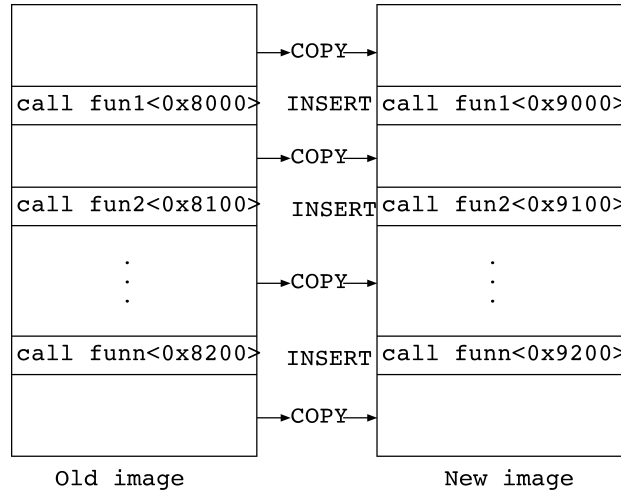 COPY
call fun1<0x8000> INSERT call fun1<0x9000>
COPY
call fun2<0x8100> INSERT call fun2<0x9100>
COPY
call funn<0x8200> INSERT call funn<0x9200>
COPY
Old image New image